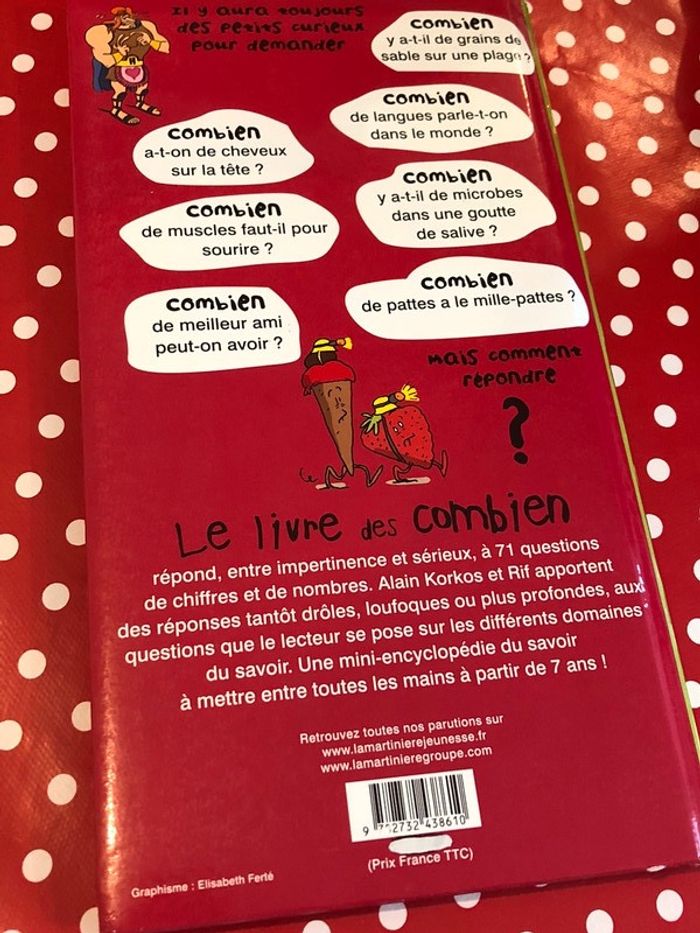 Il y aura toujours
des petits curieux
pour demander
combien
y a-t-il de grains de
sable sur une plage ?
combien
de langues parle-t-on
dans le monde ?
combien
a-t-on de cheveux
sur la tête ?
combien
y a-t-il de microbes
dans une goutte
de salive ?
combien
de muscles faut-il pour
sourire ?
combien
de pattes a le mille-pattes ?
combien
de meilleur ami
peut-on avoir ?
mais comment
répondre
?
Le livre des combien
répond, entre impertinence et sérieux, à 71 questions
de chiffres et de nombres. Alain Korkos et Rif apportent
des réponses tantôt drôles, loufoques ou plus profondes, aux
questions que le lecteur se pose sur les différents domaines
du savoir. Une mini-encyclopédie du savoir
à mettre entre toutes les mains à partir de 7 ans !
Retrouvez toutes nos parutions sur
www.lamartinierejeunesse.fr
www.lamartinieregroupe.com
9 782732 438610
(Prix France TTC)
Graphisme : Elisabeth Ferté